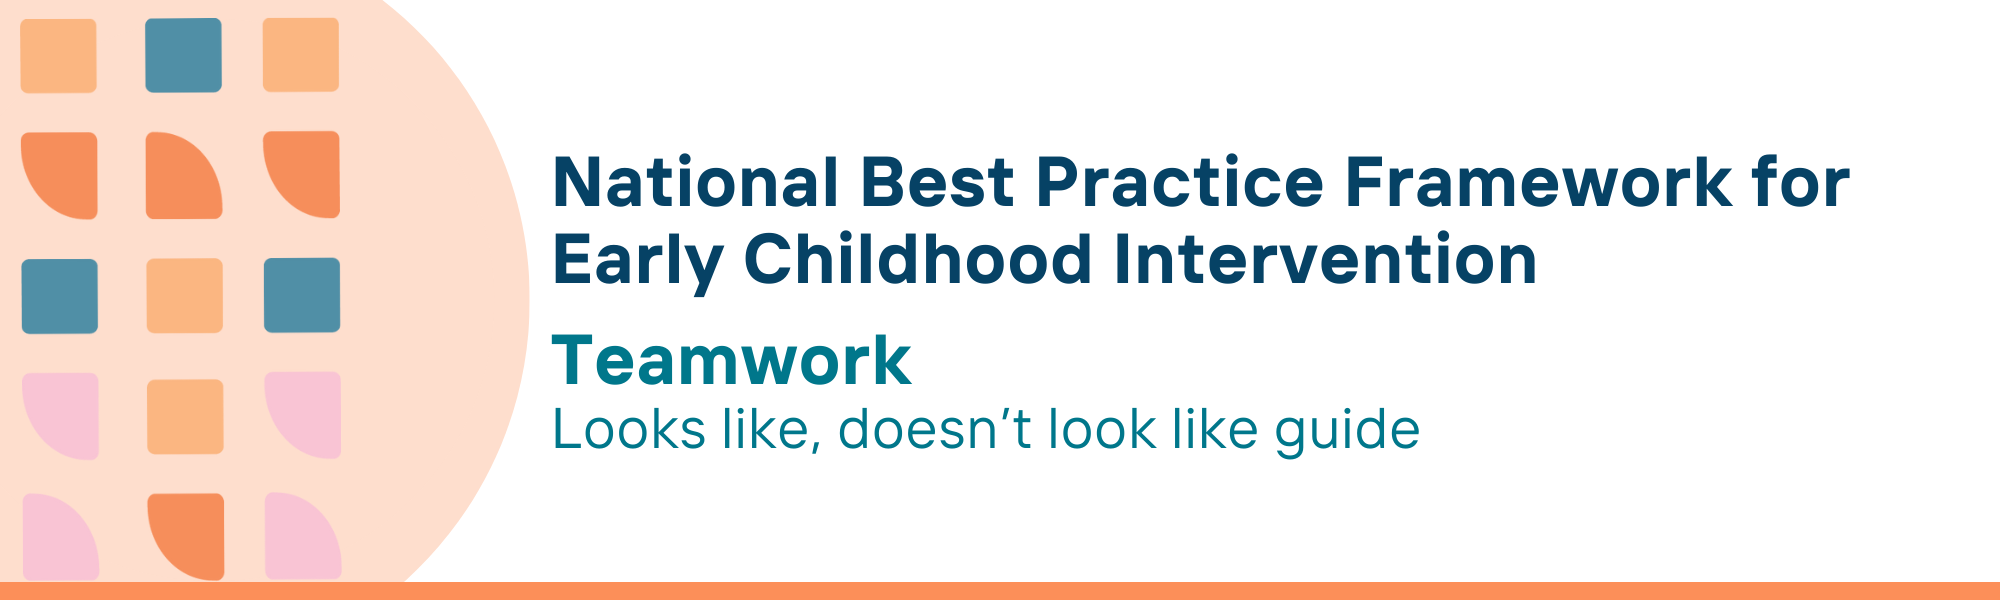 National Best Practice Framework for
Early Childhood Intervention
Teamwork
Looks like, doesn’t look like guide